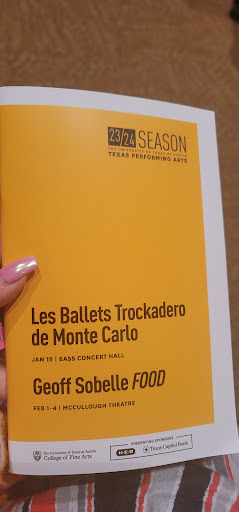 23/24 SEASON
THE UNIVERSITY OF TEXAS AT AUSTIN
TEXAS PERFORMING ARTS
Les Ballets Trockadero
de Monte Carlo
JAN 19 | BASS CONCERT HALL
Geoff Sobelle FOOD
FEB 1-4 | MCCULLOUGH THEATRE
PRESENTING SPONSORS
The University of Texas at Austin
College of Fine Arts
H-E-B
Texas Capital Bank